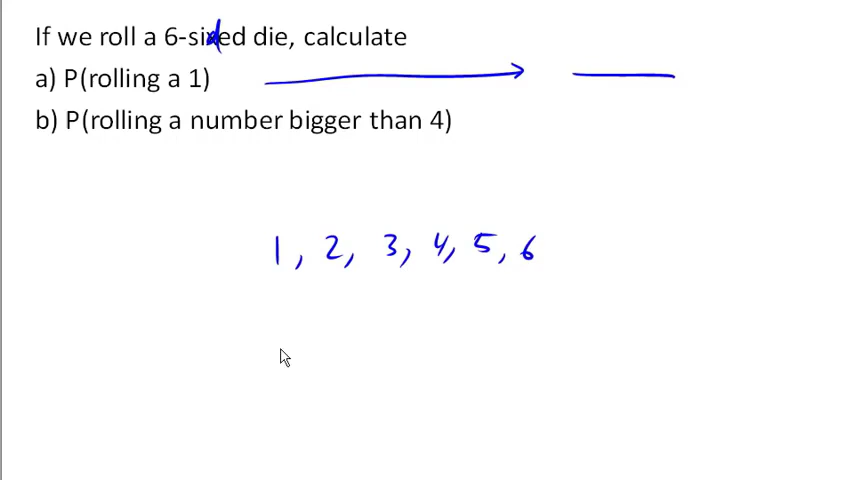 If we roll a 6-sided die, calculate
a) P(rolling a 1)
b) P(rolling a number bigger than 4)
1, 2, 3, 4, 5, 6